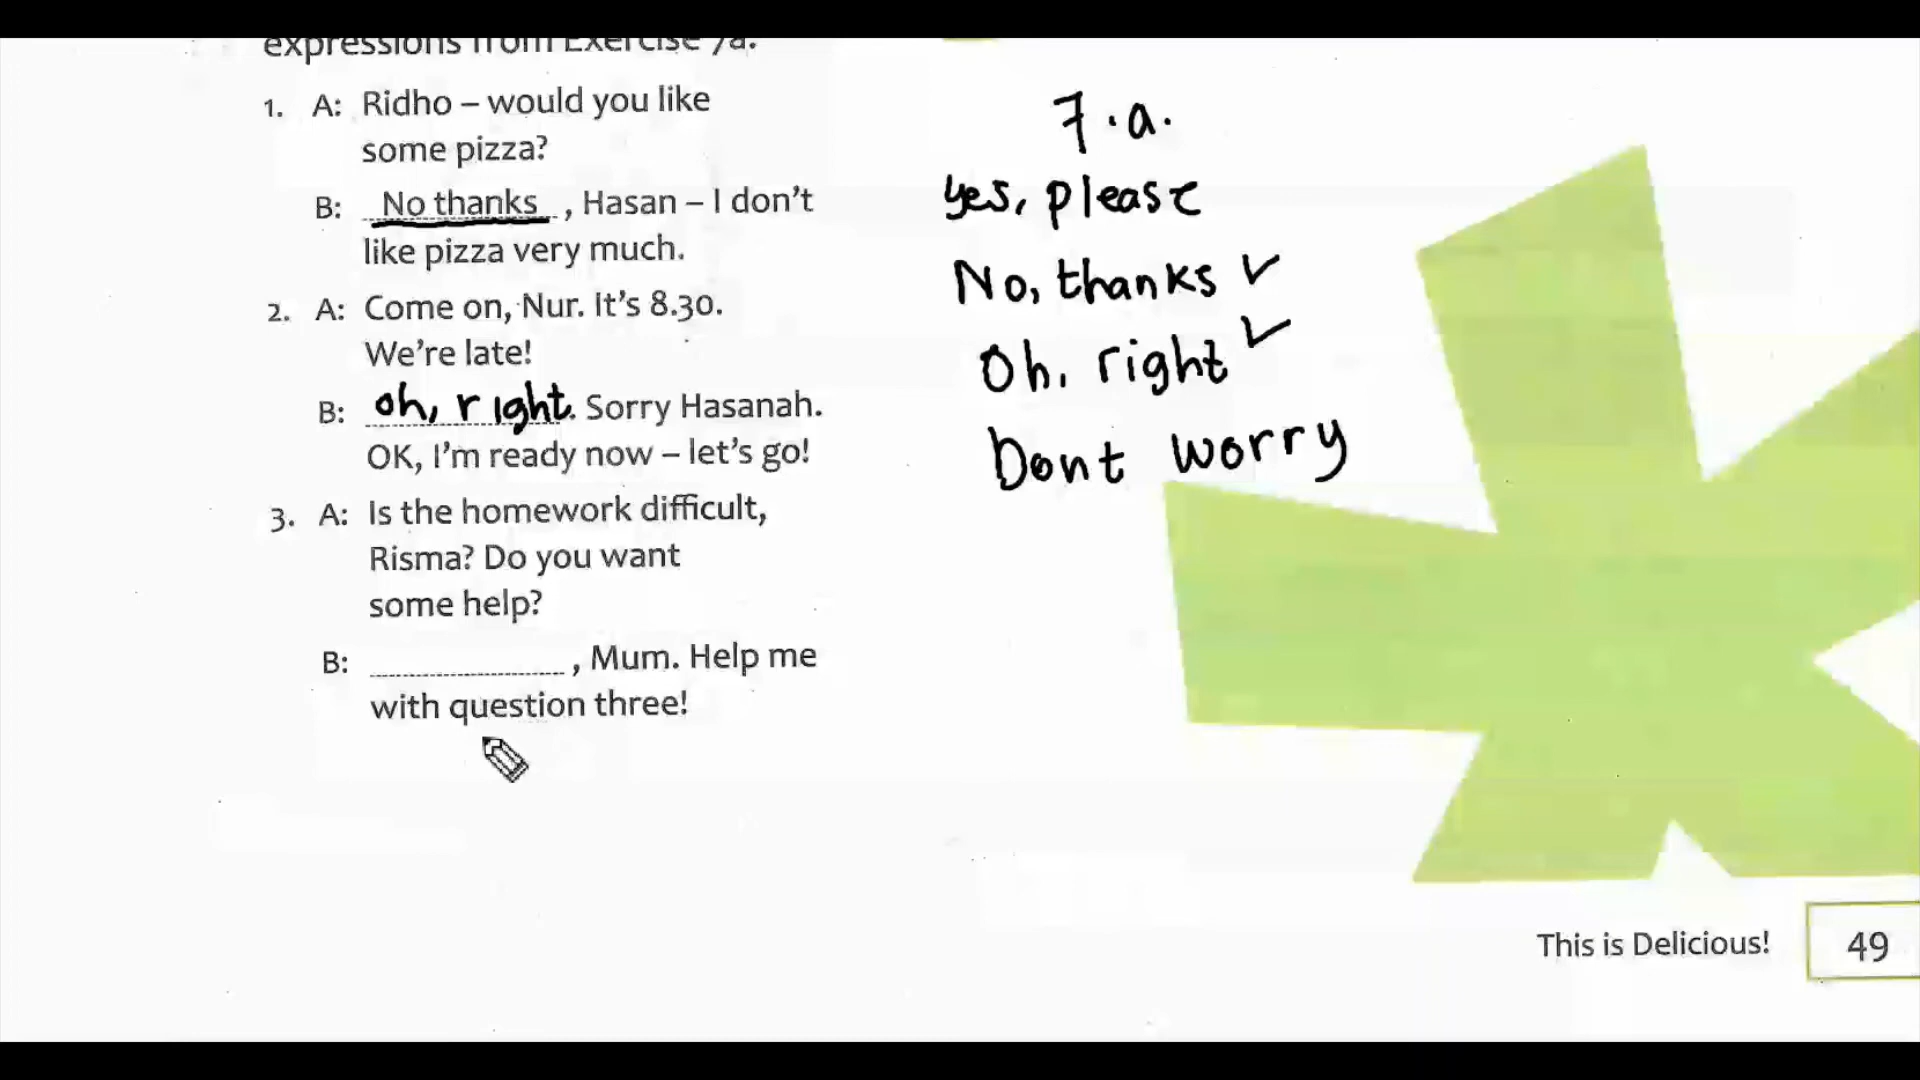 expressions from Exercise 7a.
1. A: Ridho – would you like
some pizza?
B: No thanks, Hasan – I don't
like pizza very much.
2. A: Come on, Nur. It's 8.30.
We're late!
B: oh, right. Sorry Hasanah.
OK, I'm ready now – let's go!
3. A: Is the homework difficult,
Risma? Do you want
some help?
B: ...................., Mum. Help me
with question three!
7.a.
yes, please
No, thanks ✓
Oh, right ✓
Dont worry
This is Delicious! 49